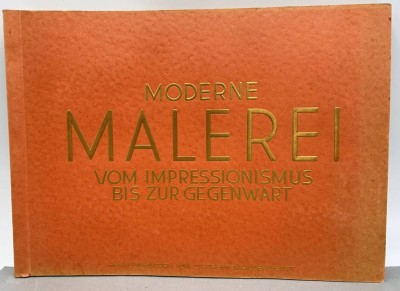 MODERNE
MALEREI
VOM IMPRESSIONISMUS
BIS ZUR GEGENWART